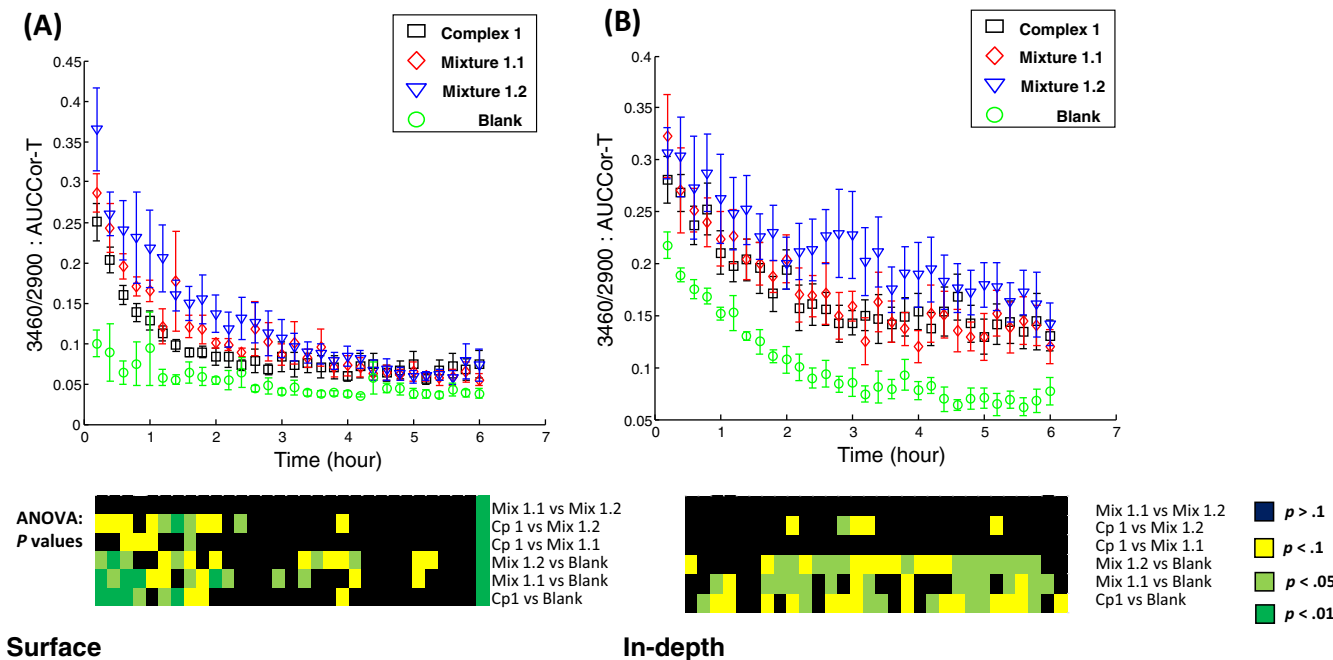 (A)
Complex 1
Mixture 1.1
Mixture 1.2
Blank
0.45
0.4
0.35
0.3
0.25
0.2
0.15
0.1
0.05
0
3460/2900 : AUCCor-T
0 1 2 3 4 5 6 7
Time (hour)
(B)
Complex 1
Mixture 1.1
Mixture 1.2
Blank
0.4
0.35
0.3
0.25
0.2
0.15
0.1
0.05
3460/2900 : AUCCor-T
0 1 2 3 4 5 6 7
Time (hour)
ANOVA:
P values
Mix 1.1 vs Mix 1.2
Cp 1 vs Mix 1.2
Cp 1 vs Mix 1.1
Mix 1.2 vs Blank
Mix 1.1 vs Blank
Cp1 vs Blank
Mix 1.1 vs Mix 1.2
Cp 1 vs Mix 1.2
Cp 1 vs Mix 1.1
Mix 1.2 vs Blank
Mix 1.1 vs Blank
Cp1 vs Blank
p > .1
p < .1
p < .05
p < .01
Surface
In-depth